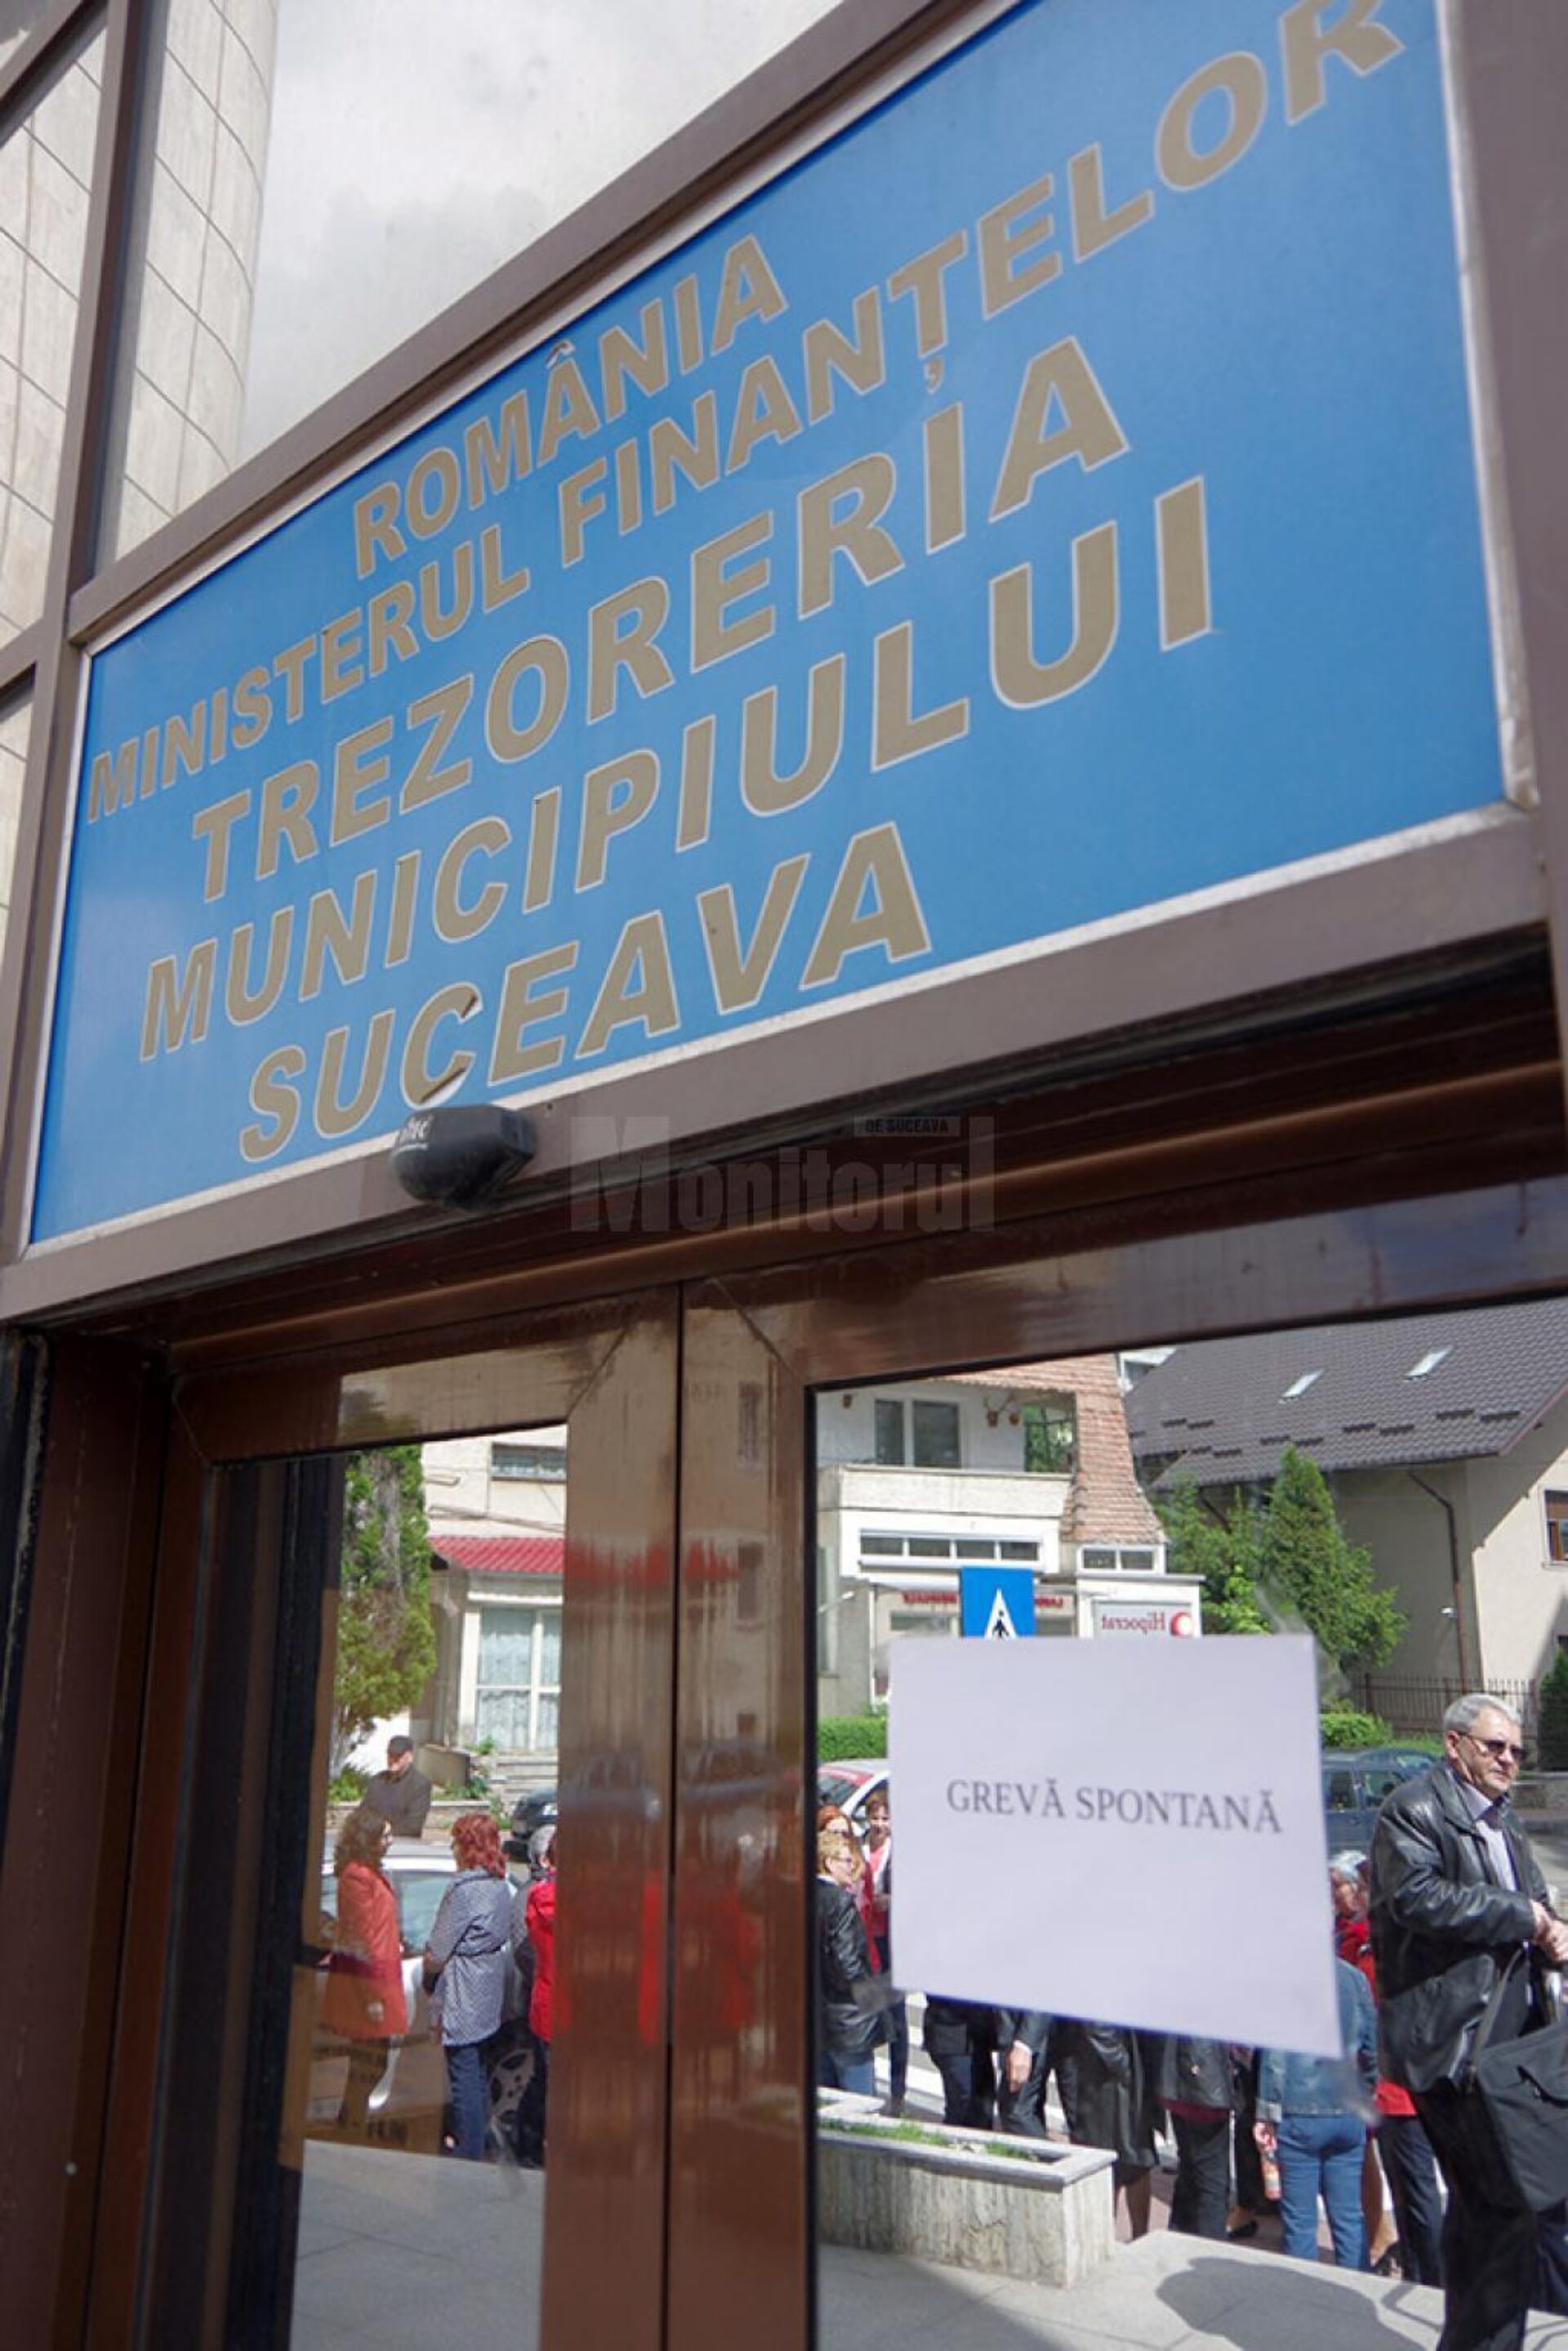 ROMÂNIA
MINISTERUL FINANȚELOR
TREZORERIA
MUNICIPIULUI
SUCEAVA
DE SUCEAVA
Monitorul
Hipocrat
GREVĂ SPONTANĂ